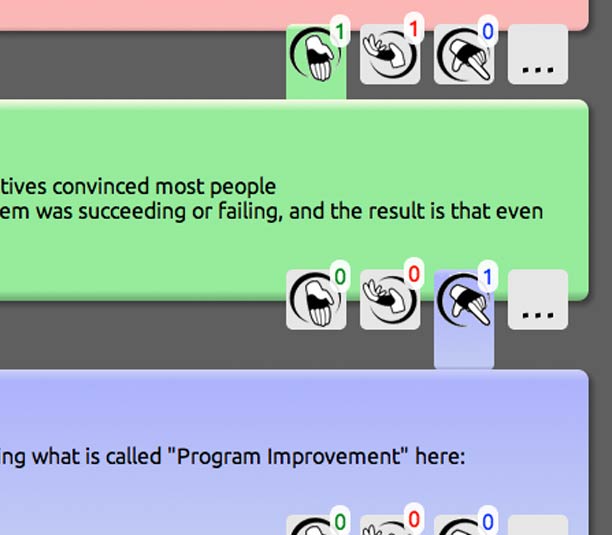 1 1 0 ...
tives convinced most people
em was succeeding or failing, and the result is that even
0 0 1 ...
ing what is called "Program Improvement" here:
0 0 0